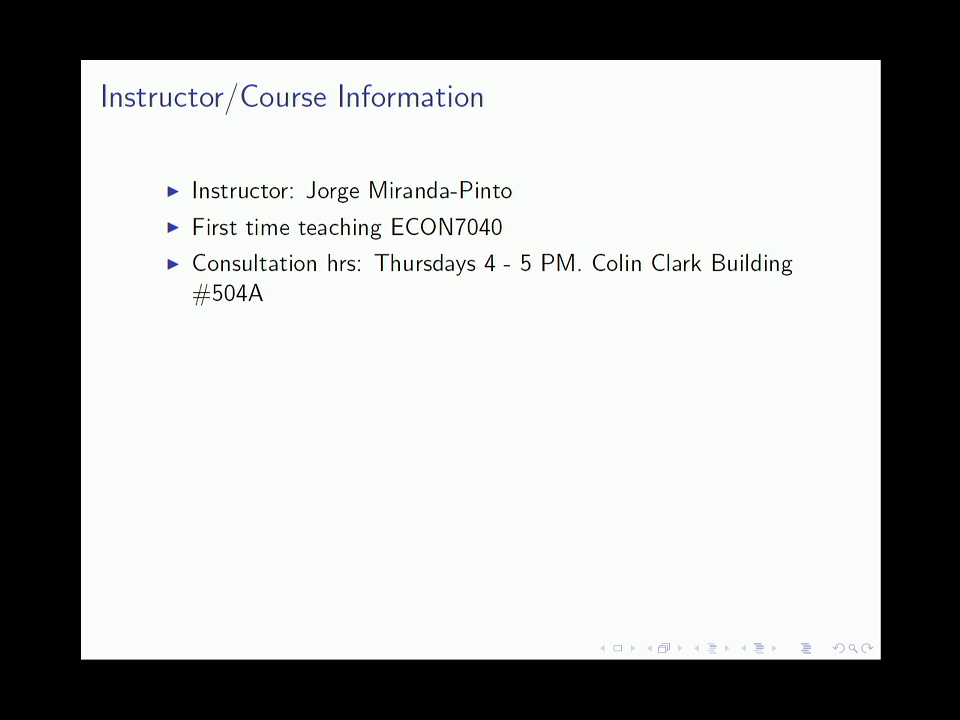 Instructor/Course Information
Instructor: Jorge Miranda-Pinto
First time teaching ECON7040
Consultation hrs: Thursdays 4 - 5 PM. Colin Clark Building
#504A